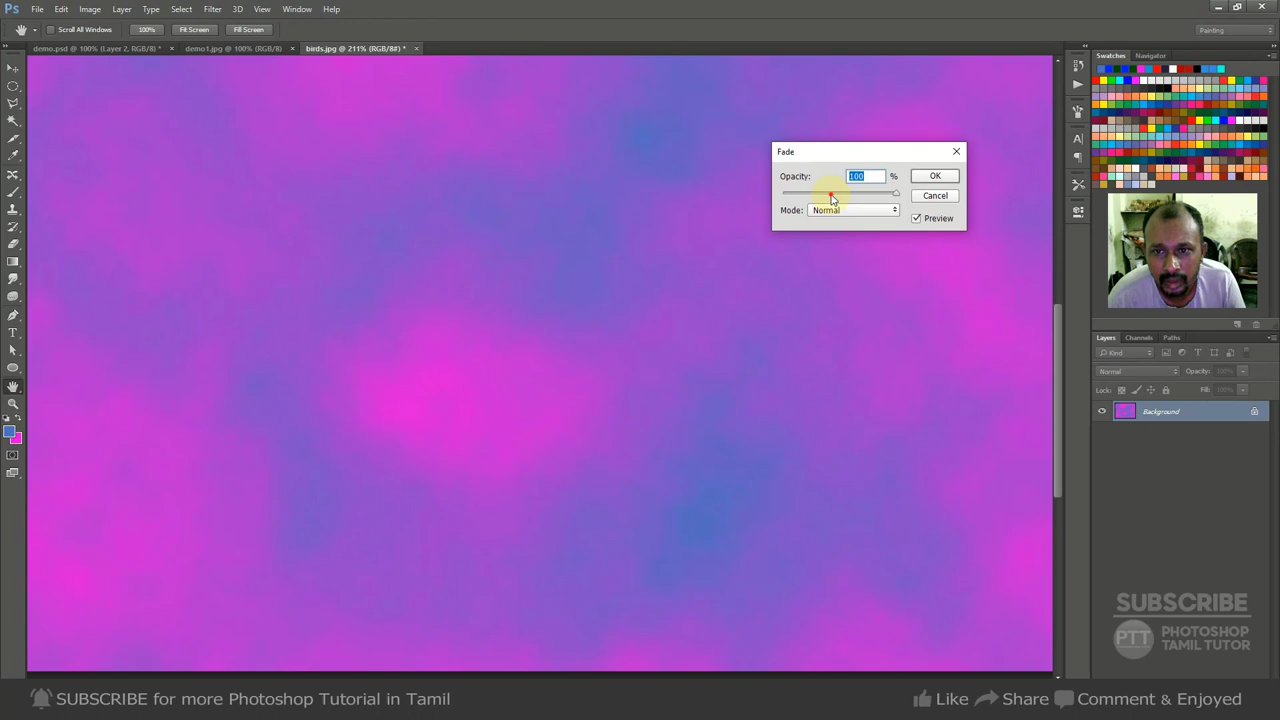 Ps File Edit Image Layer Type Select Filter 3D View Window Help
Scroll All Windows 100% Fit Screen Fill Screen Painting
demo.psd @ 100% (Layer 2, RGB/8) * × demo1.jpg @ 100% (RGB/8) × birds.jpg @ 211% (RGB/8#) * ×
Swatches Navigator
Fade
Opacity: 100 % OK
Cancel
Mode: Normal
Preview
Layers Channels Paths
Kind
Normal Opacity: 100%
Lock: Fill: 100%
Background
SUBSCRIBE
PTT PHOTOSHOP
TAMIL TUTOR
SUBSCRIBE for more Photoshop Tutorial in Tamil Like Share Comment & Enjoyed